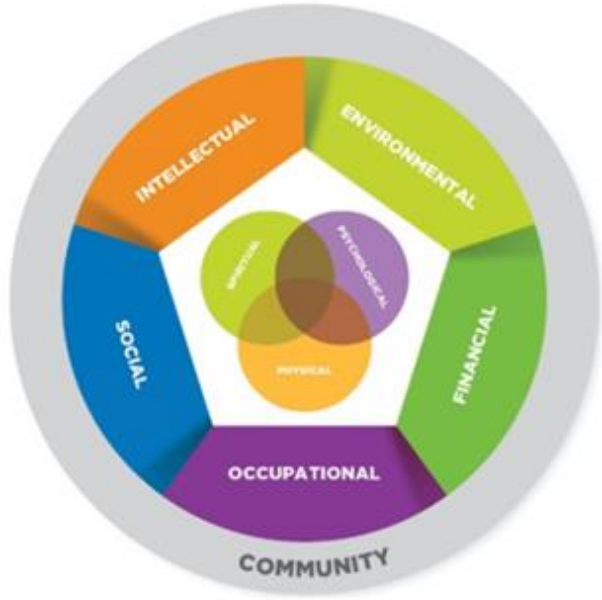 INTELLECTUAL
ENVIRONMENTAL
SPIRITUAL
PSYCHOLOGICAL
SOCIAL
PHYSICAL
FINANCIAL
OCCUPATIONAL
COMMUNITY